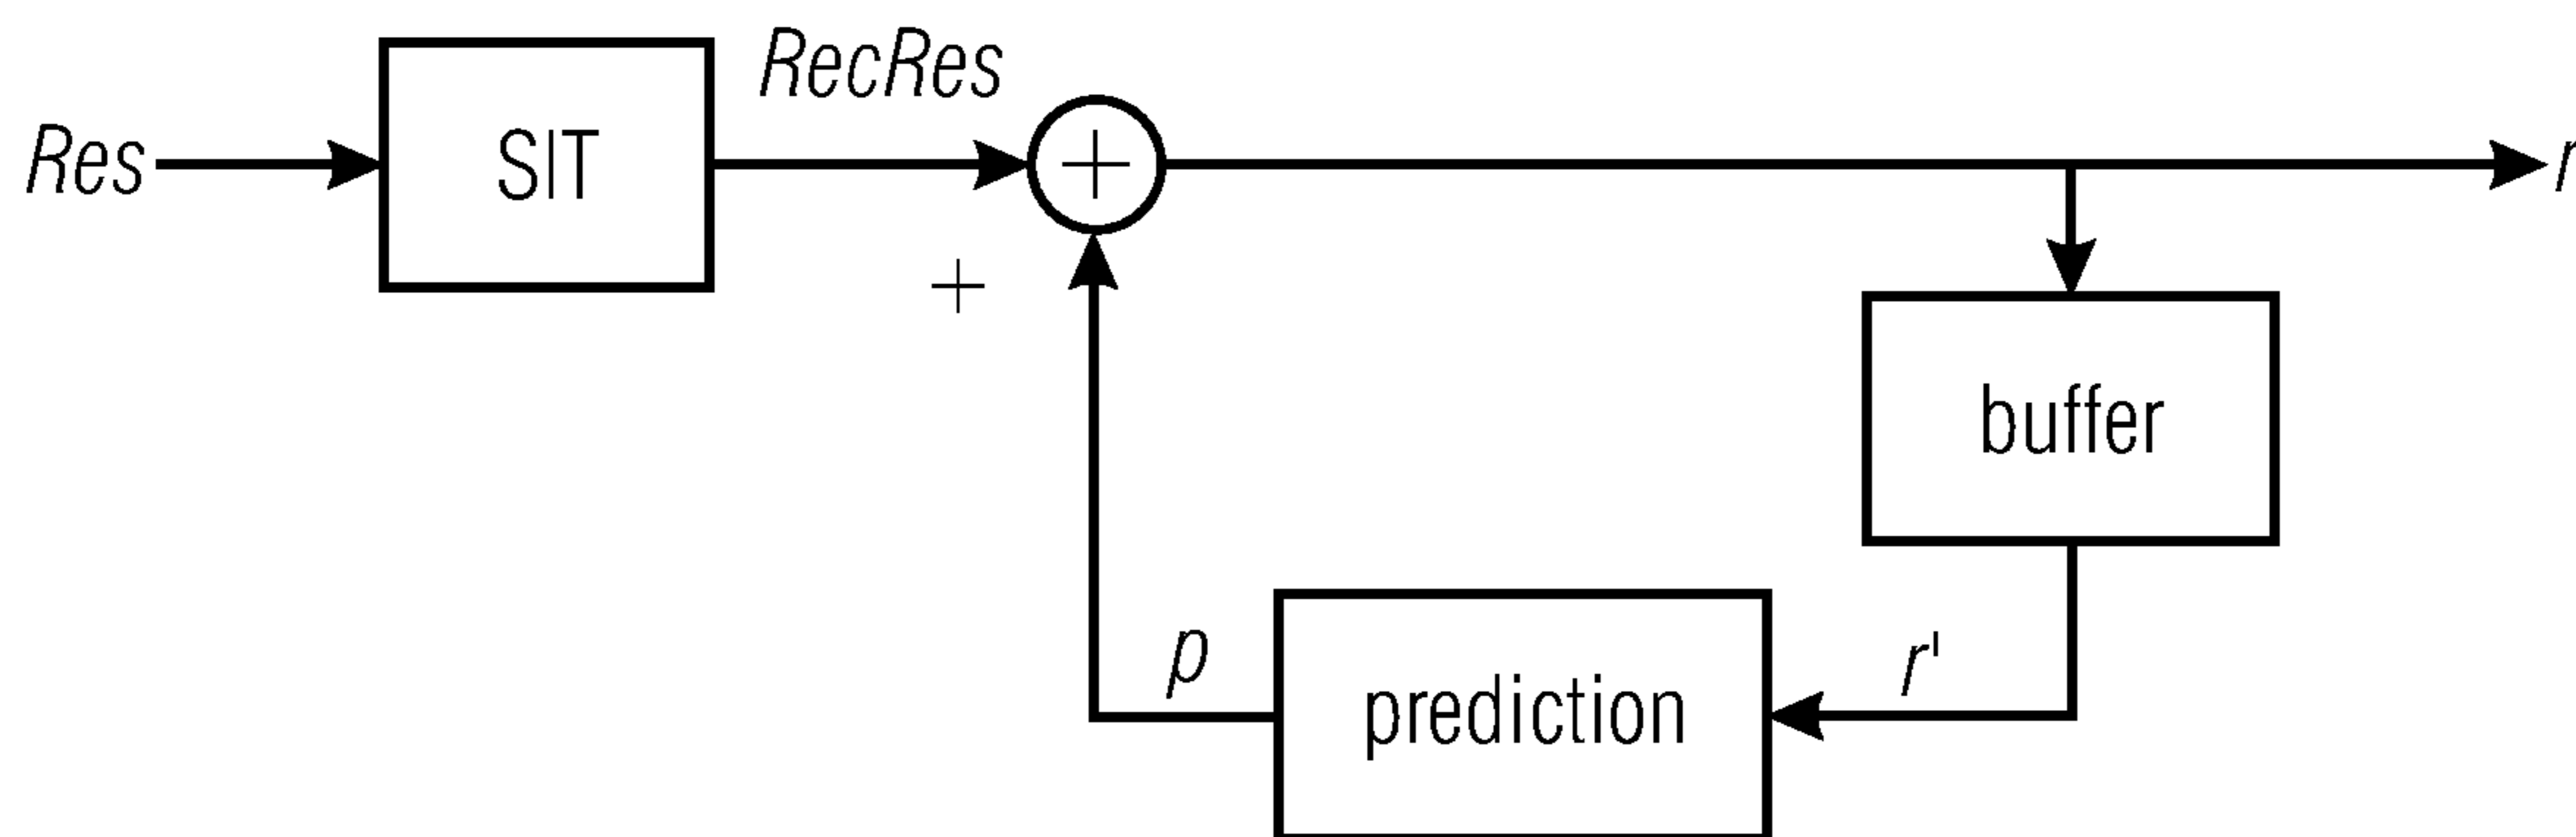 RecRes
Res
SIT
+
r
+
buffer
p
r'
prediction